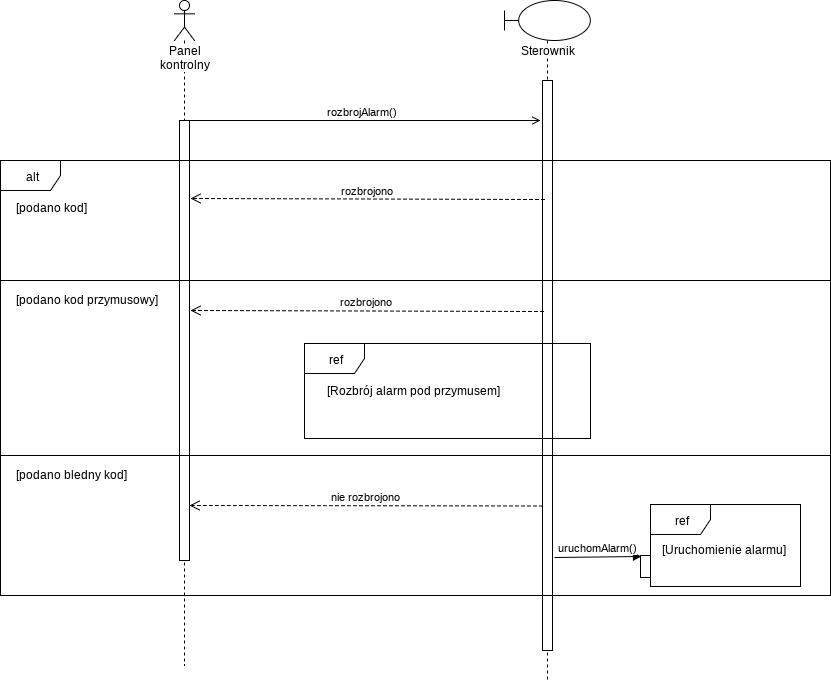 Panel
kontrolny
Sterownik
rozbrojAlarm()
alt
rozbrojono
[podano kod]
[podano kod przymusowy]
rozbrojono
ref
[Rozbrój alarm pod przymusem]
[podano bledny kod]
nie rozbrojono
ref
uruchomAlarm()
[Uruchomienie alarmu]